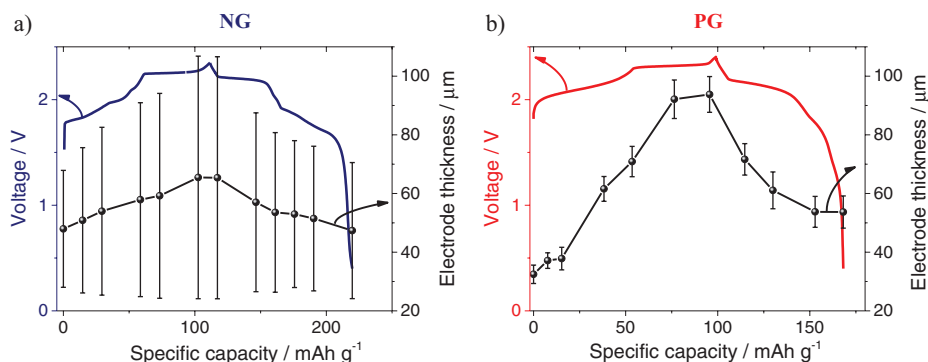 a)
NG
Voltage / V
0
1
2
20
40
60
80
100
Electrode thickness / μm
0
100
200
Specific capacity / mAh g⁻¹
b)
PG
Voltage / V
0
1
2
20
40
60
80
100
Electrode thickness / μm
0
50
100
150
Specific capacity / mAh g⁻¹